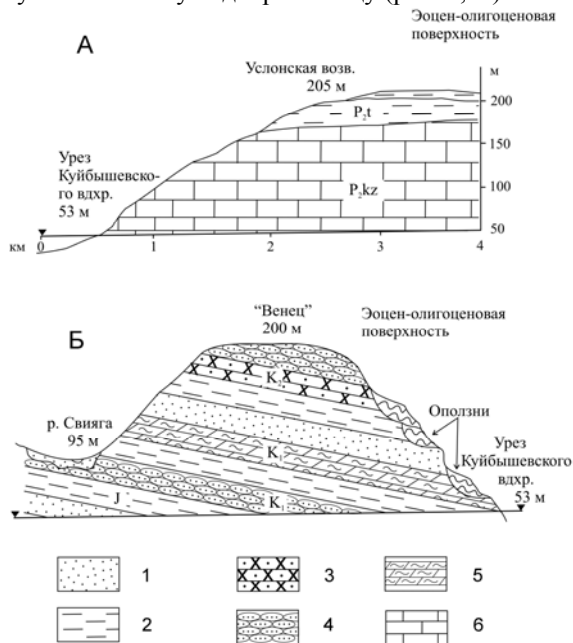 Эоцен-олигоценовая
поверхность
А
Услонская возв.
205 м
м
200
P₂t
150
Урез
Куйбышевско-
го вдхр.
53 м
P₂kz
100
50
км 0 1 2 3 4
“Венец”
200 м
Эоцен-олигоценовая
поверхность
Б
K₂
р. Свияга
95 м
Оползни
Урез
Куйбышевского
вдхр.
53 м
K₁
J
K₁
1 3 5
2 4 6